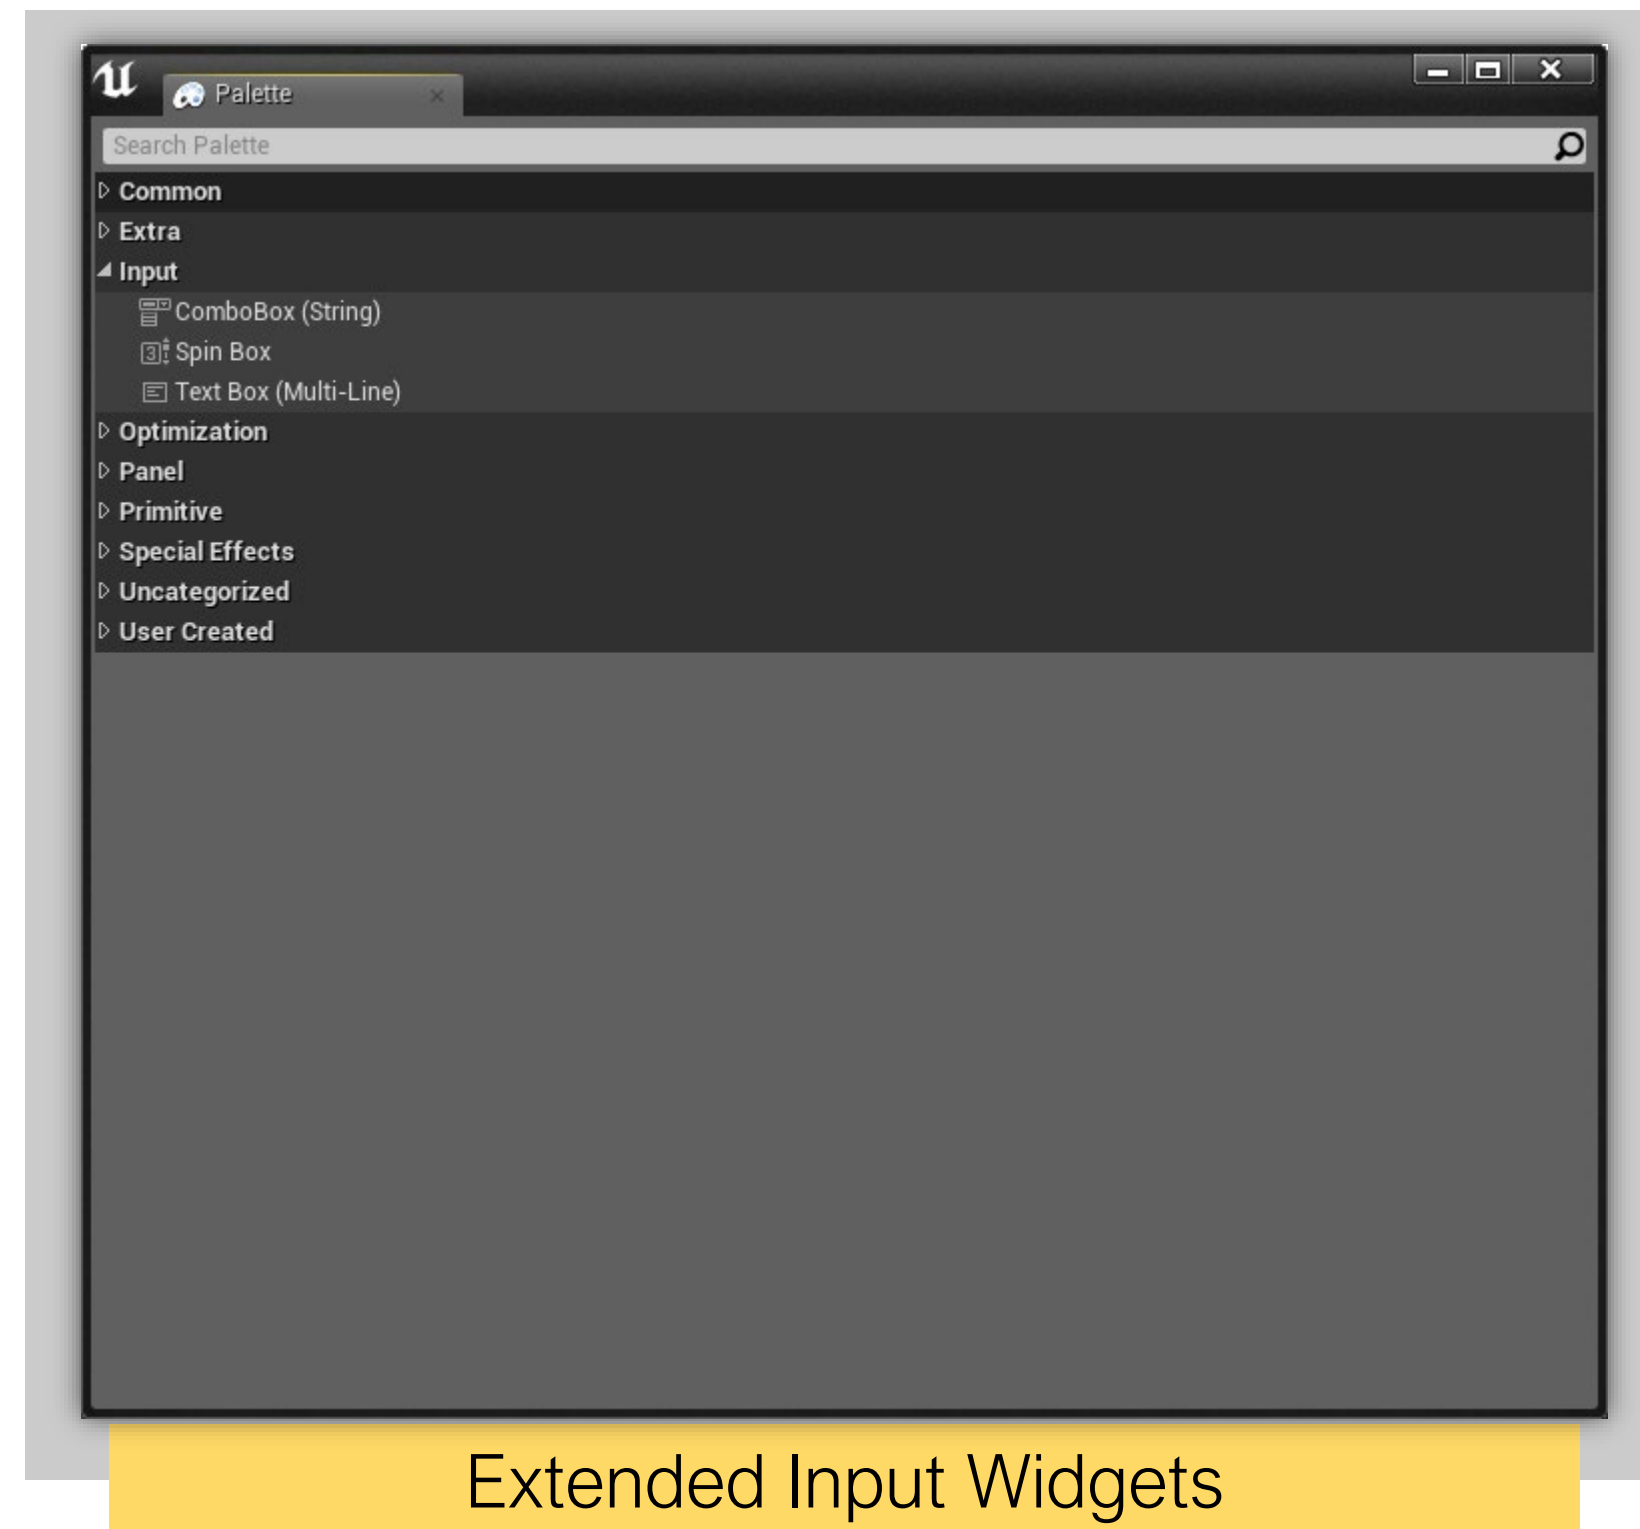 Palette
Search Palette
Common
Extra
Input
ComboBox (String)
Spin Box
Text Box (Multi-Line)
Optimization
Panel
Primitive
Special Effects
Uncategorized
User Created
Extended Input Widgets